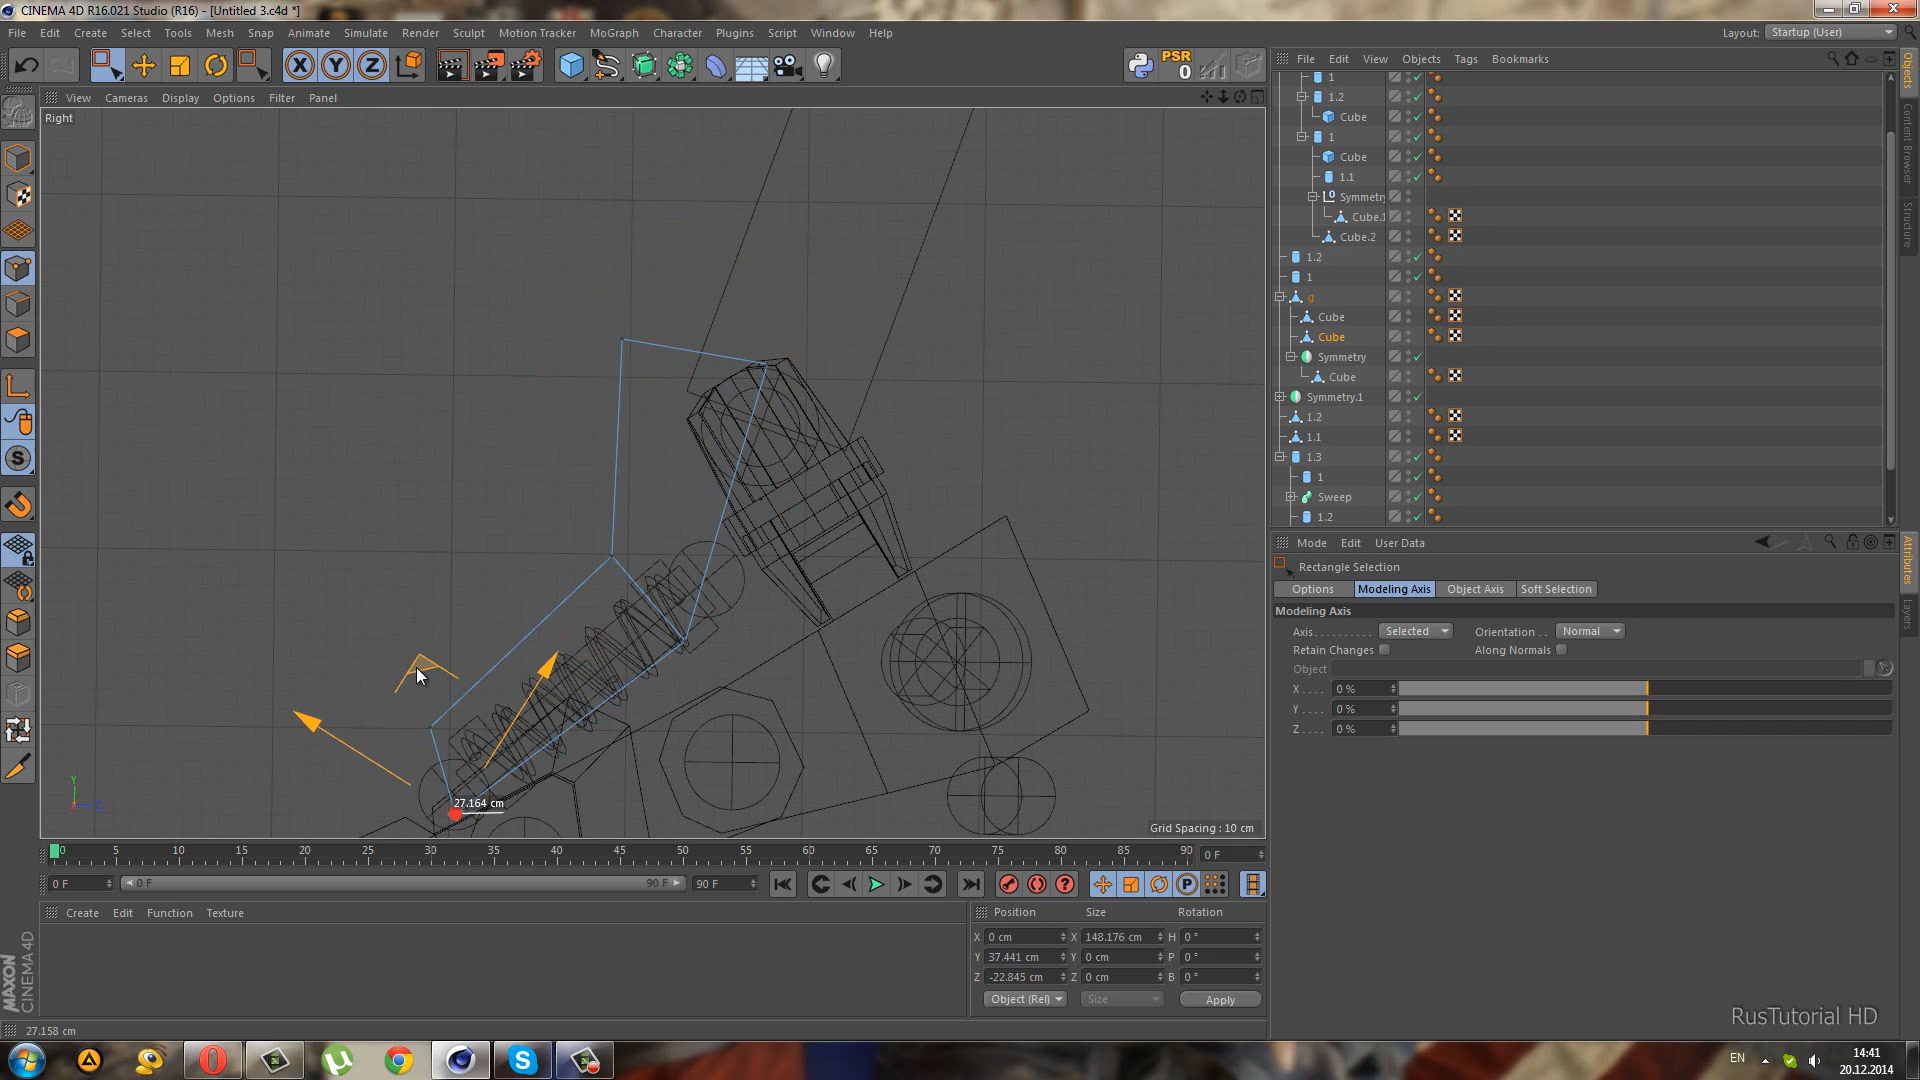 CINEMA 4D R16.021 Studio (R16) - [Untitled 3.c4d *]
File Edit Create Select Tools Mesh Snap Animate Simulate Render Sculpt Motion Tracker MoGraph Character Plugins Script Window Help
Layout: Startup (User)
X Y Z
PSR
0
File Edit View Objects Tags Bookmarks
View Cameras Display Options Filter Panel
Right
1
1.2
Cube
1
Cube
1.1
Symmetry
Cube.1
Cube.2
1.2
1
g
Cube
Cube
Symmetry
Cube
Symmetry.1
1.2
1.1
1.3
1
Sweep
1.2
Objects
Content Browser
Structure
Attributes
Layers
Mode Edit User Data
Rectangle Selection
Options Modeling Axis Object Axis Soft Selection
Modeling Axis
Axis . . . . . . . . . . Selected Orientation . . Normal
Retain Changes Along Normals
Object
X . . . . 0 %
Y . . . . 0 %
Z . . . . 0 %
27.164 cm
Y
Z
Grid Spacing : 10 cm
0 5 10 15 20 25 30 35 40 45 50 55 60 65 70 75 80 85 90 0 F
0 F 0 F 90 F 90 F
Create Edit Function Texture
Position Size Rotation
X 0 cm X 148.176 cm H 0 °
Y 37.441 cm Y 0 cm P 0 °
Z -22.845 cm Z 0 cm B 0 °
Object (Rel) Size Apply
MAXON
CINEMA 4D
27.158 cm
RusTutorial HD
EN
14:41
20.12.2014